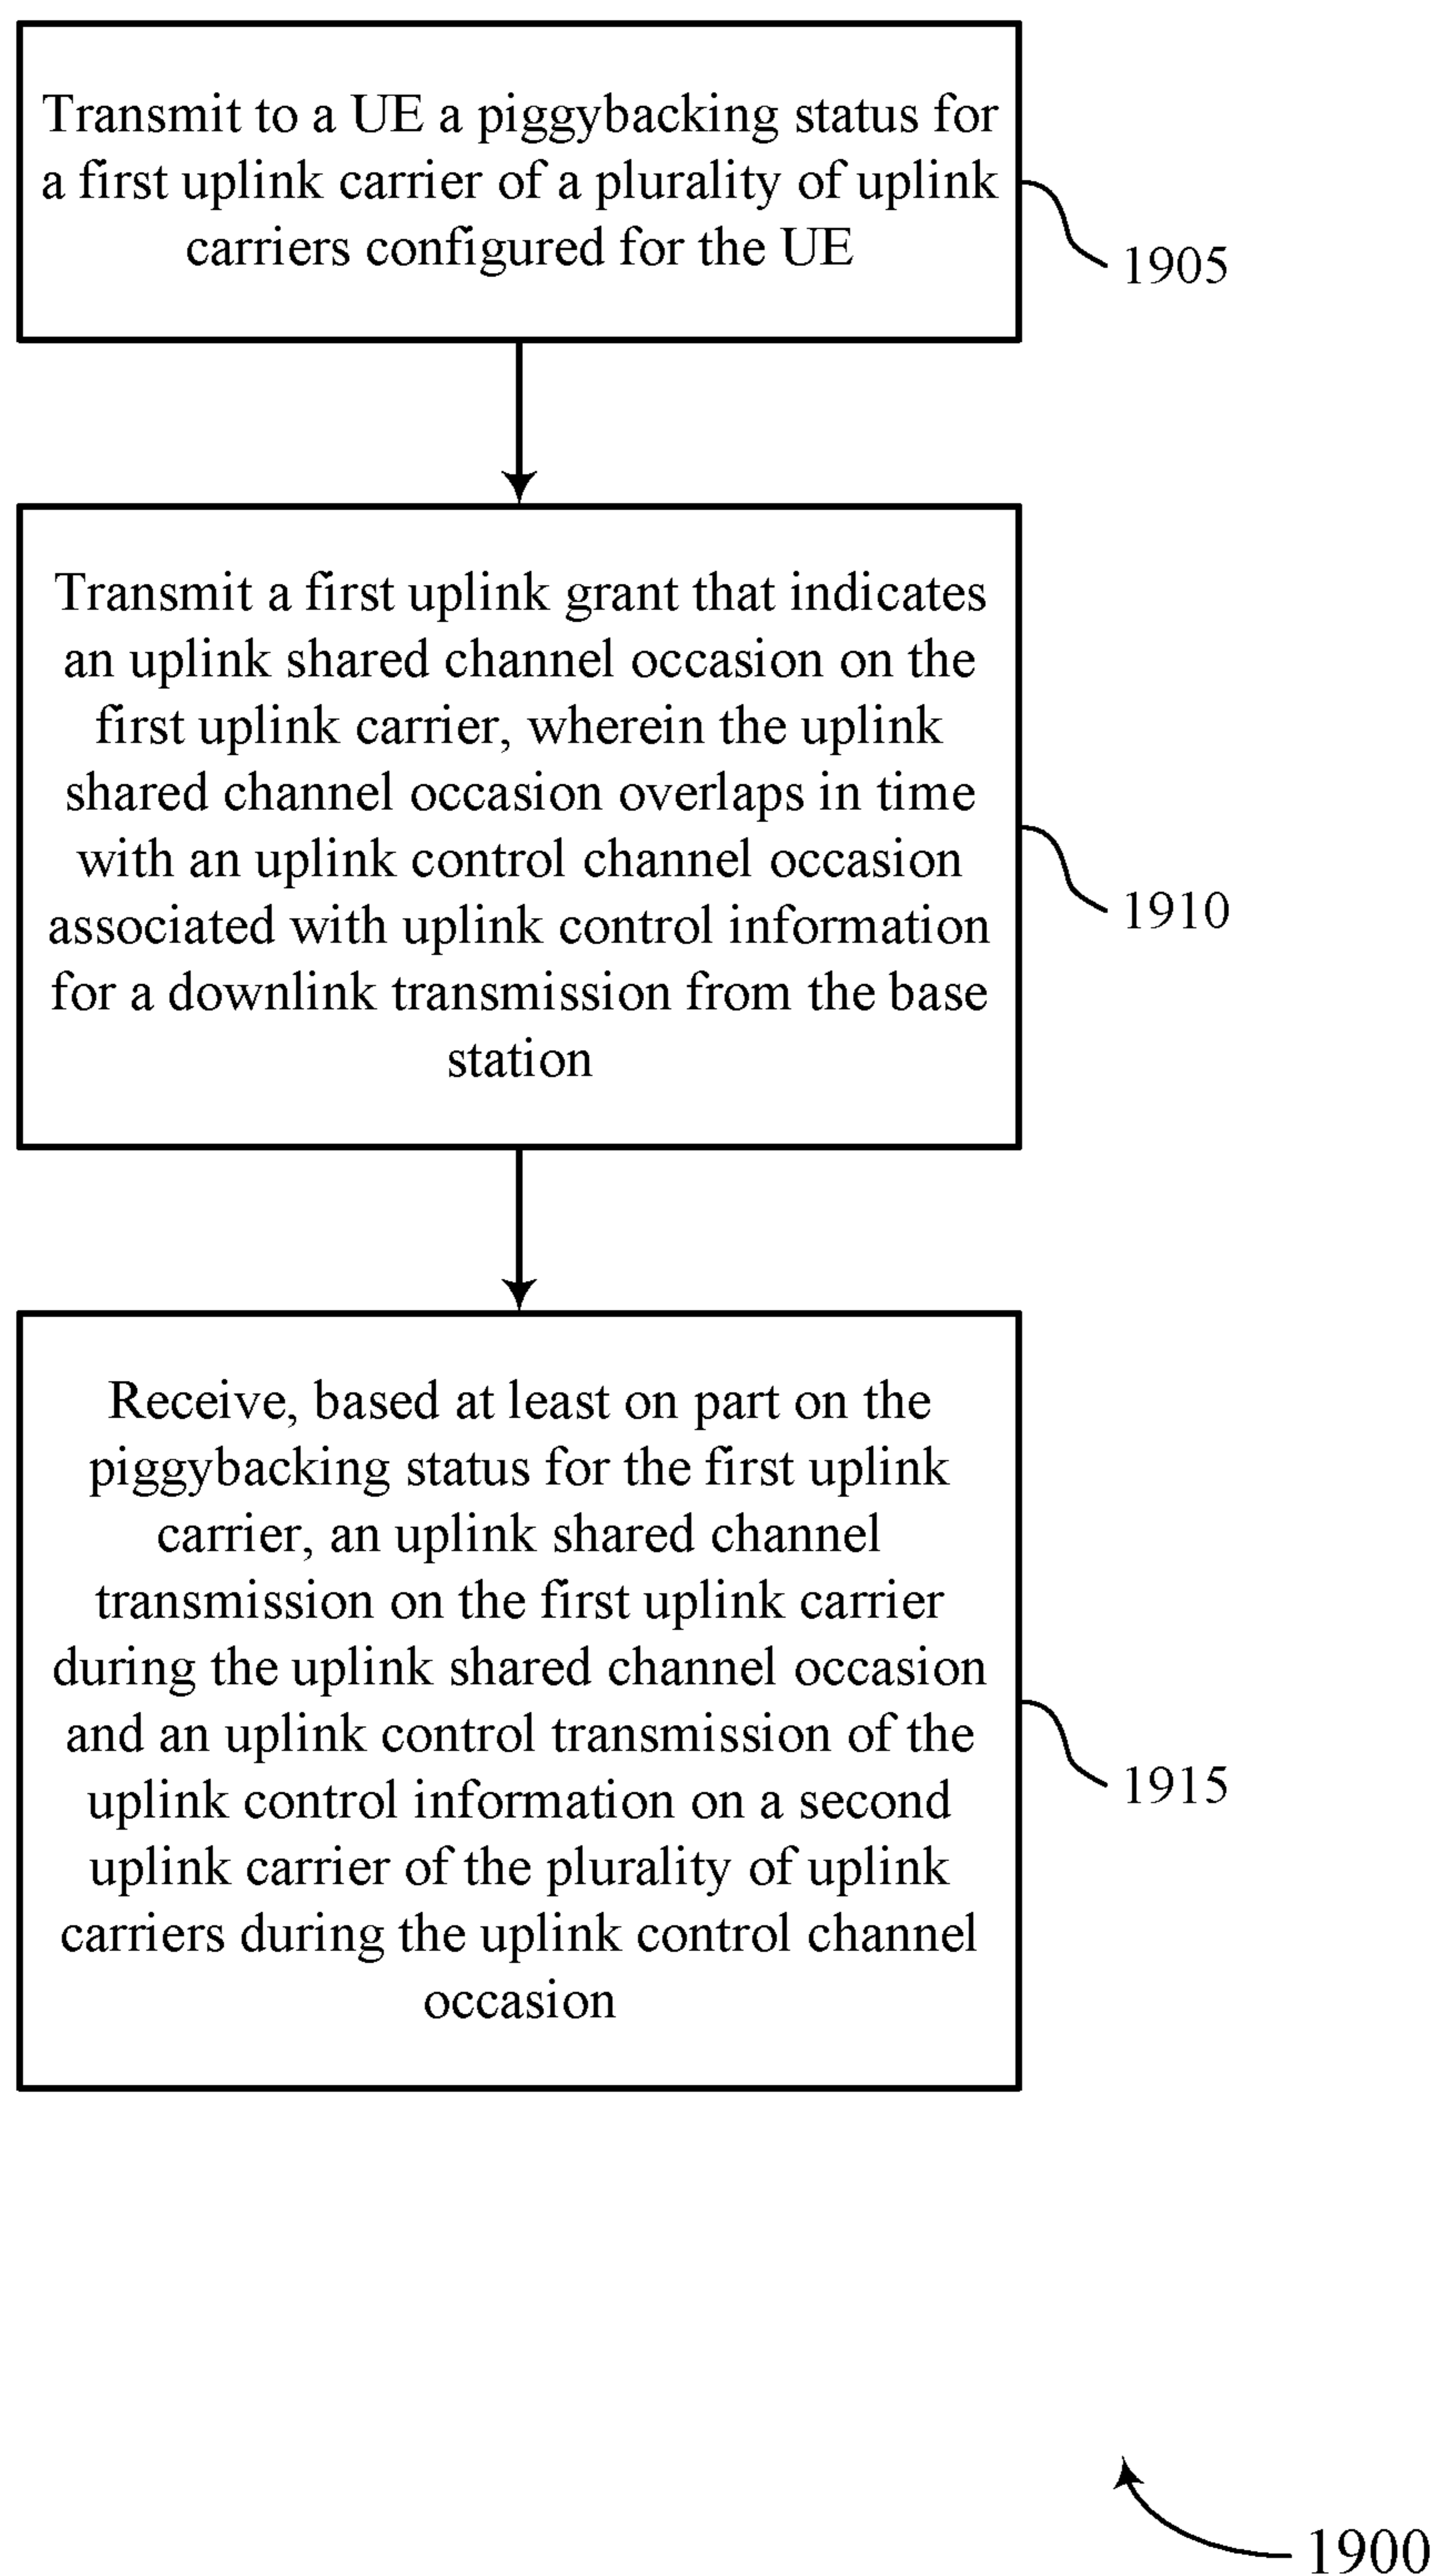 Transmit to a UE a piggybacking status for
a first uplink carrier of a plurality of uplink
carriers configured for the UE
1905
Transmit a first uplink grant that indicates
an uplink shared channel occasion on the
first uplink carrier, wherein the uplink
shared channel occasion overlaps in time
with an uplink control channel occasion
associated with uplink control information
for a downlink transmission from the base
station
1910
Receive, based at least on part on the
piggybacking status for the first uplink
carrier, an uplink shared channel
transmission on the first uplink carrier
during the uplink shared channel occasion
and an uplink control transmission of the
uplink control information on a second
uplink carrier of the plurality of uplink
carriers during the uplink control channel
occasion
1915
1900